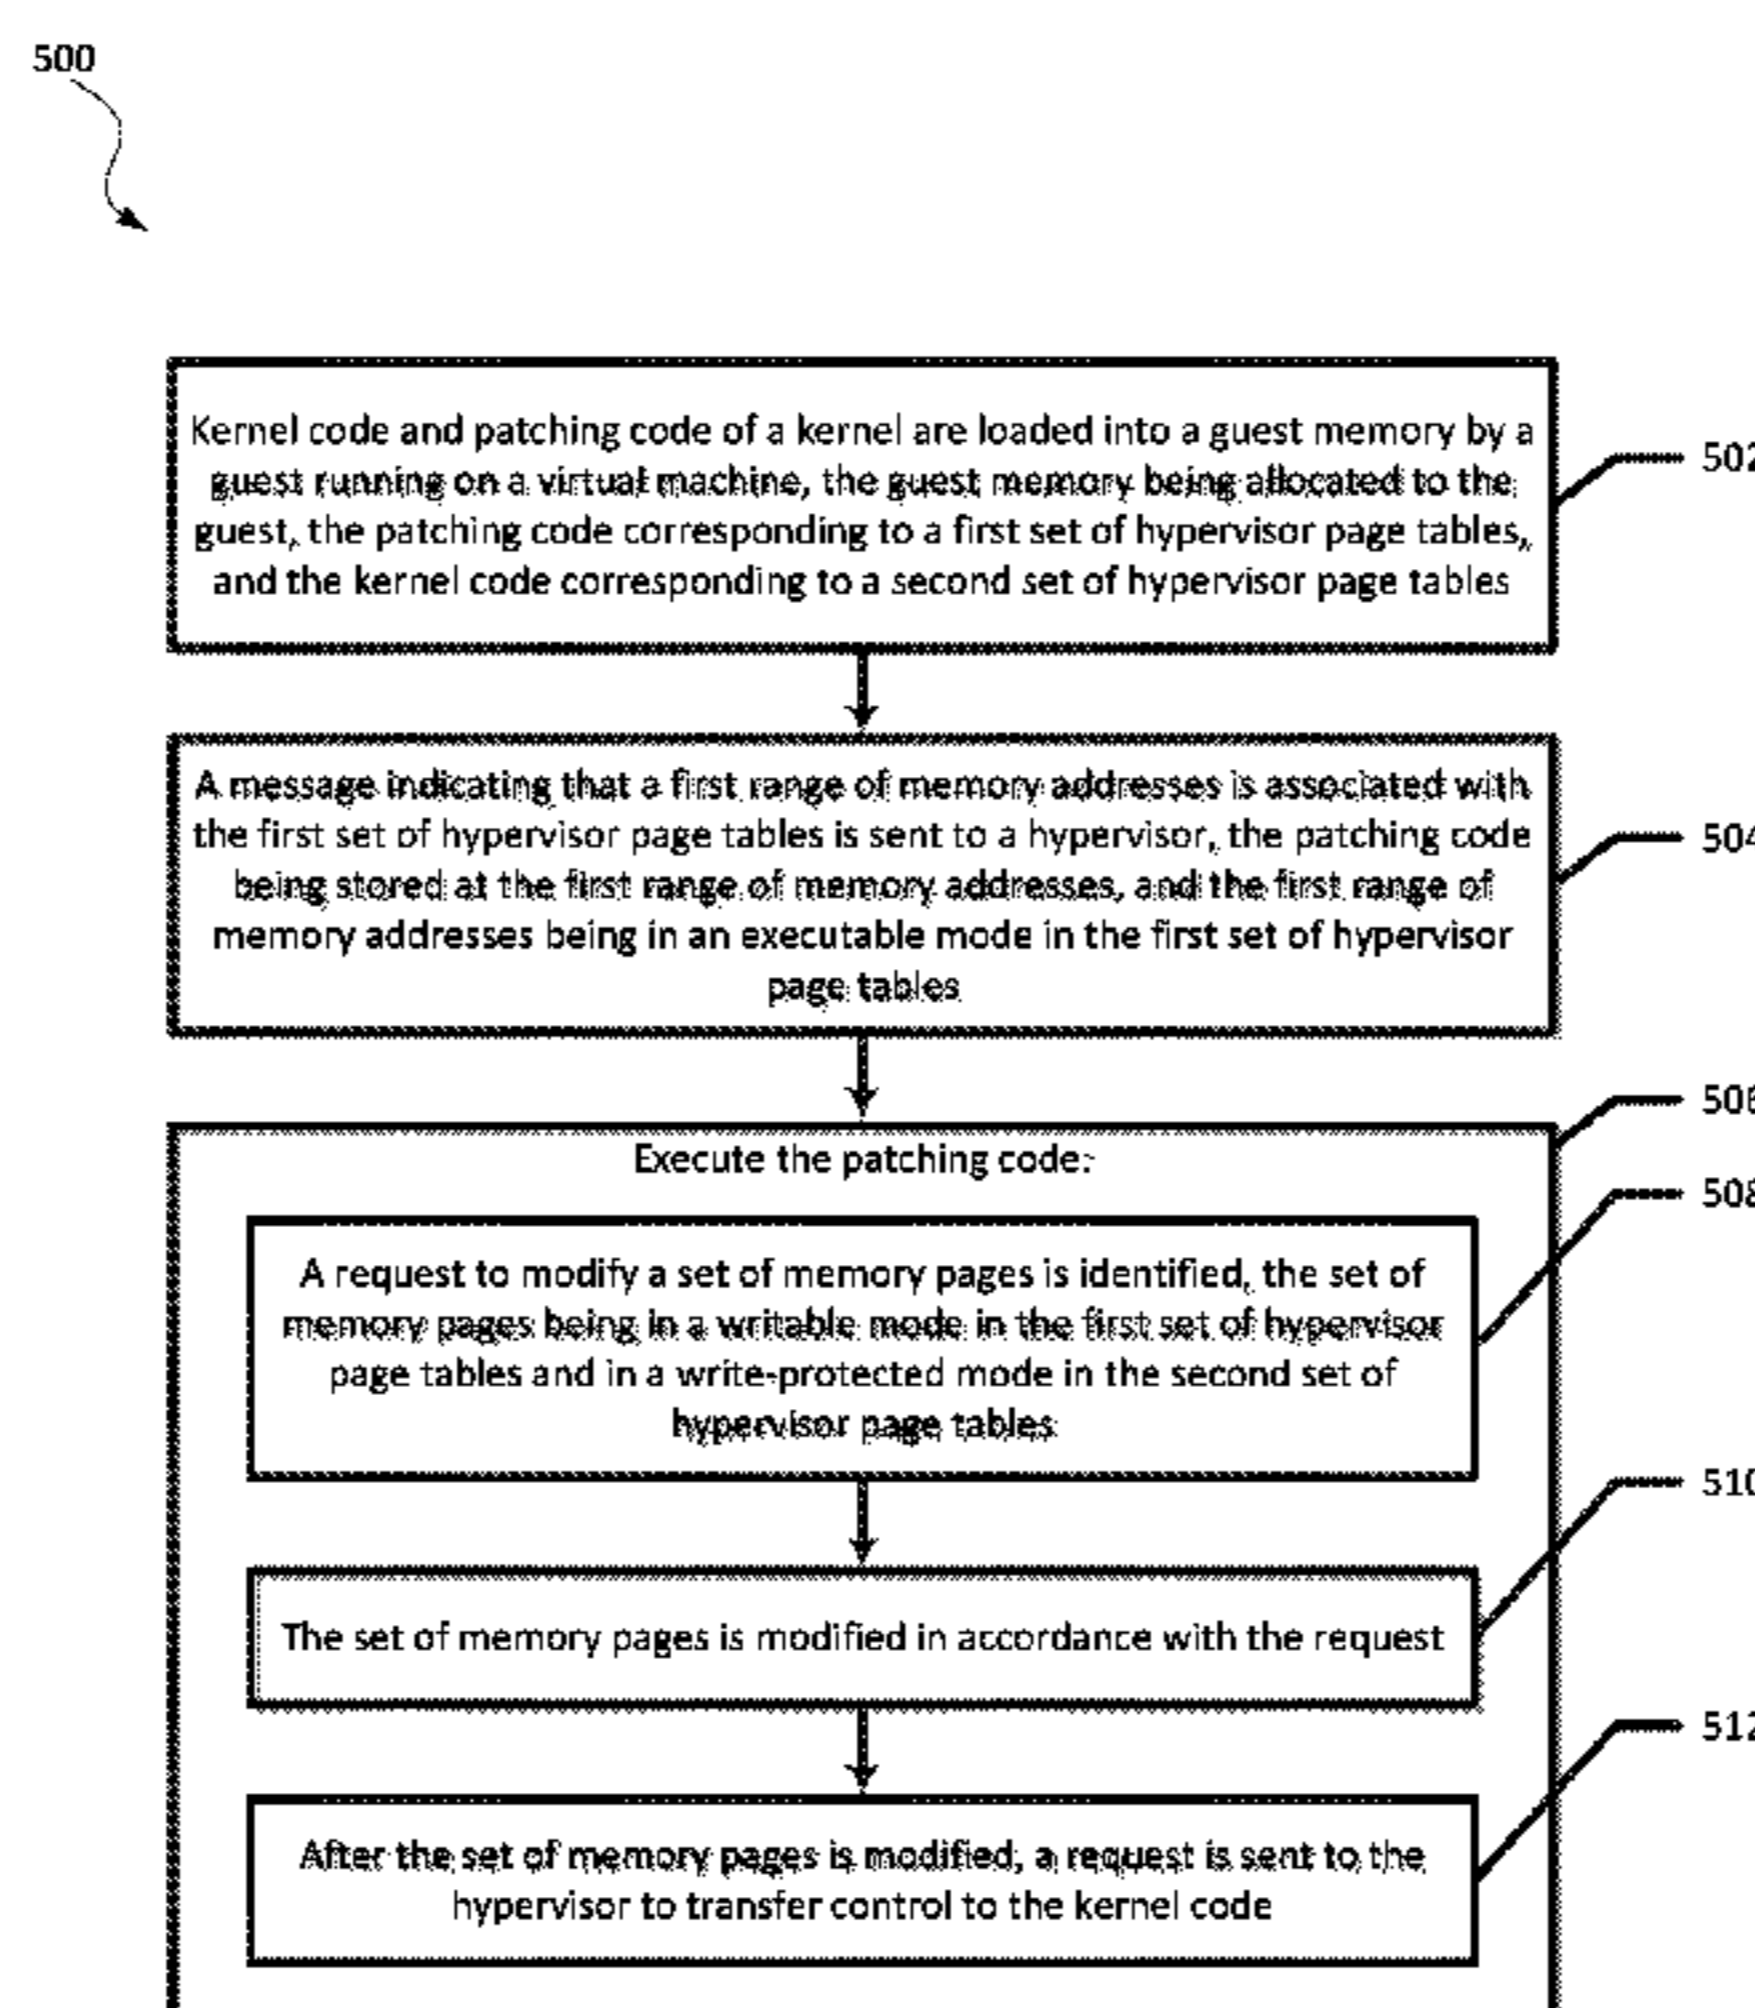 500
Kernel code and patching code of a kernel are loaded into a guest memory by a
guest running on a virtual machine, the guest memory being allocated to the
guest, the patching code corresponding to a first set of hypervisor page tables,
and the kernel code corresponding to a second set of hypervisor page tables
502
A message indicating that a first range of memory addresses is associated with
the first set of hypervisor page tables is sent to a hypervisor, the patching code
being stored at the first range of memory addresses, and the first range of
memory addresses being in an executable mode in the first set of hypervisor
page tables
504
506
Execute the patching code:
508
A request to modify a set of memory pages is identified, the set of
memory pages being in a writable mode in the first set of hypervisor
page tables and in a write-protected mode in the second set of
hypervisor page tables
510
The set of memory pages is modified in accordance with the request
512
After the set of memory pages is modified, a request is sent to the
hypervisor to transfer control to the kernel code